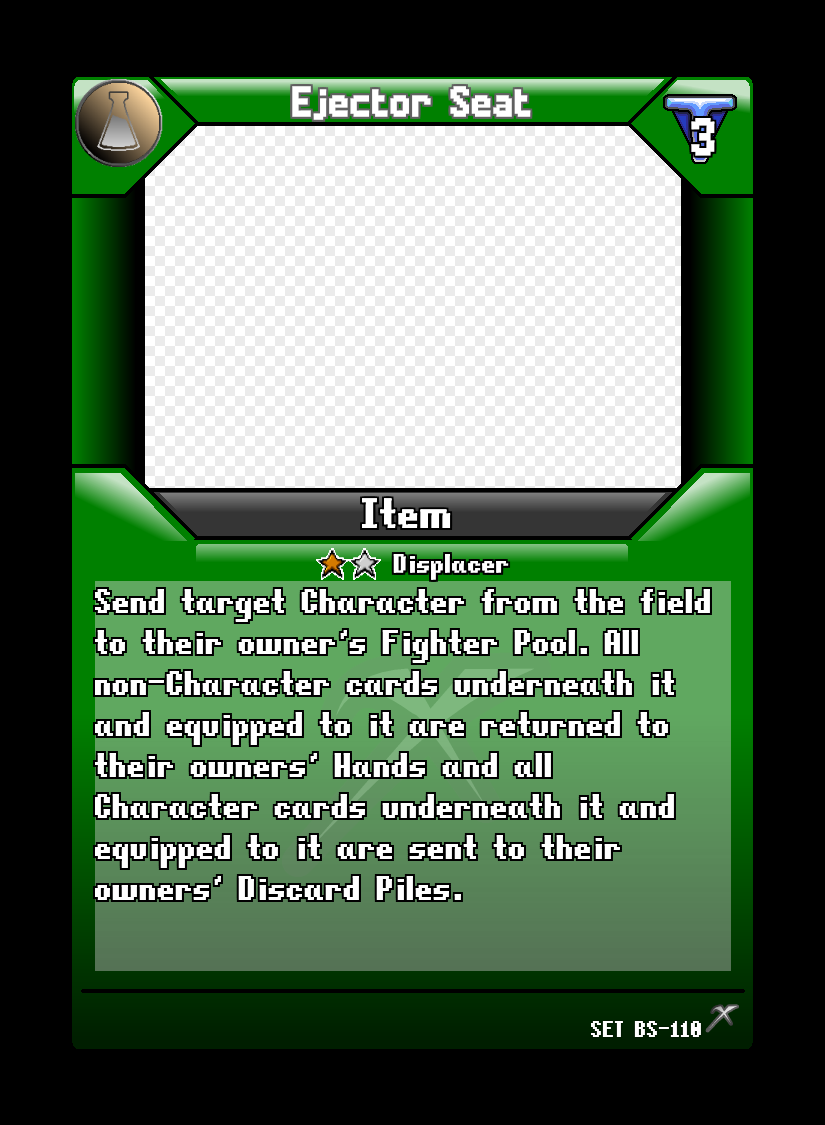 Ejector Seat
3
Item
Displacer
Send target Character from the field
to their owner's Fighter Pool. All
non-Character cards underneath it
and equipped to it are returned to
their owners' Hands and all
Character cards underneath it and
equipped to it are sent to their
owners' Discard Piles.
SET BS-110